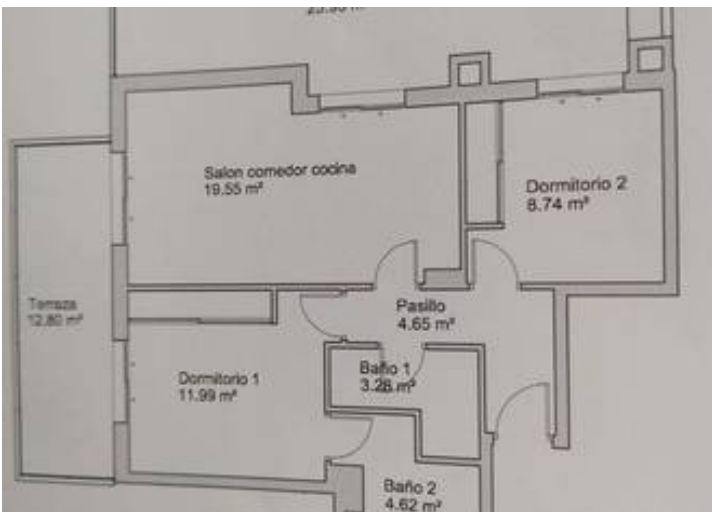 Salon comedor cocina
19.55 m²
Dormitorio 2
8.74 m²
Terraza
12.80 m²
Pasillo
4.65 m²
Dormitorio 1
11.99 m²
Baño 1
3.28 m²
Baño 2
4.62 m²